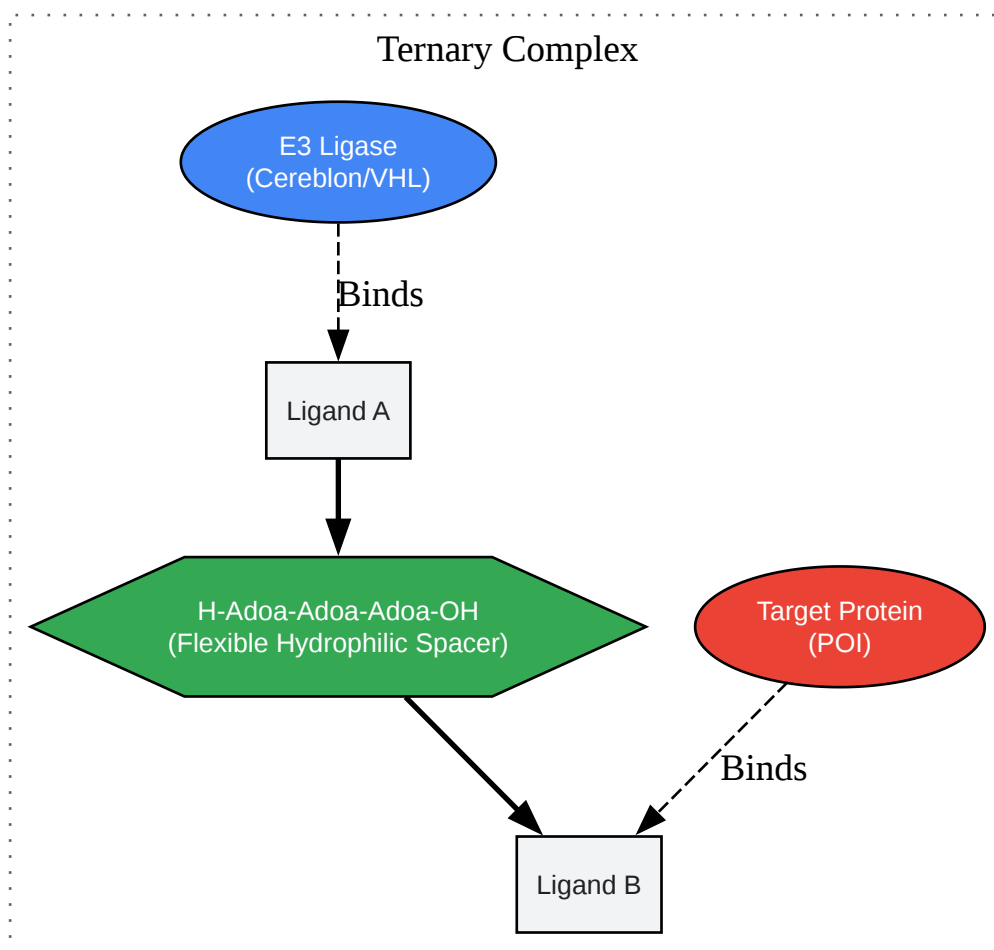 Ternary Complex
E3 Ligase
(Cereblon/VHL)
Binds
Ligand A
H-Adoa-Adoa-Adoa-OH
(Flexible Hydrophilic Spacer)
Target Protein
(POI)
Binds
Ligand B